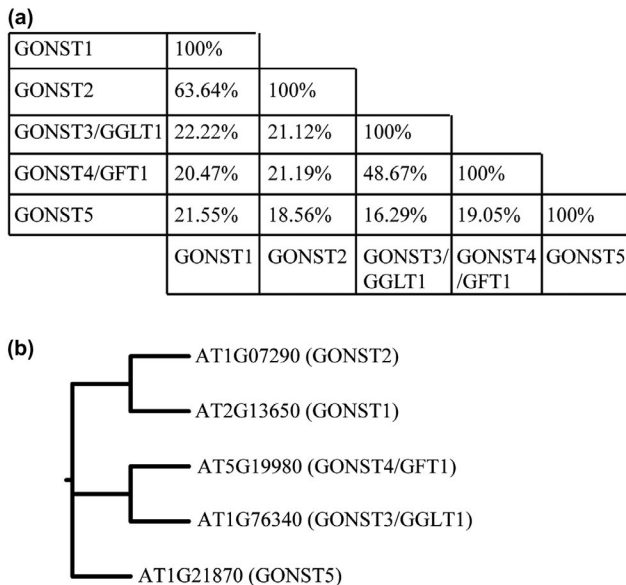 (a)
GONST1 100%
GONST2 63.64% 100%
GONST3/GGLT1 22.22% 21.12% 100%
GONST4/GFT1 20.47% 21.19% 48.67% 100%
GONST5 21.55% 18.56% 16.29% 19.05% 100%
GONST1 GONST2 GONST3/ GONST4 GONST5
GGLT1 /GFT1
(b)
AT1G07290 (GONST2)
AT2G13650 (GONST1)
AT5G19980 (GONST4/GFT1)
AT1G76340 (GONST3/GGLT1)
AT1G21870 (GONST5)